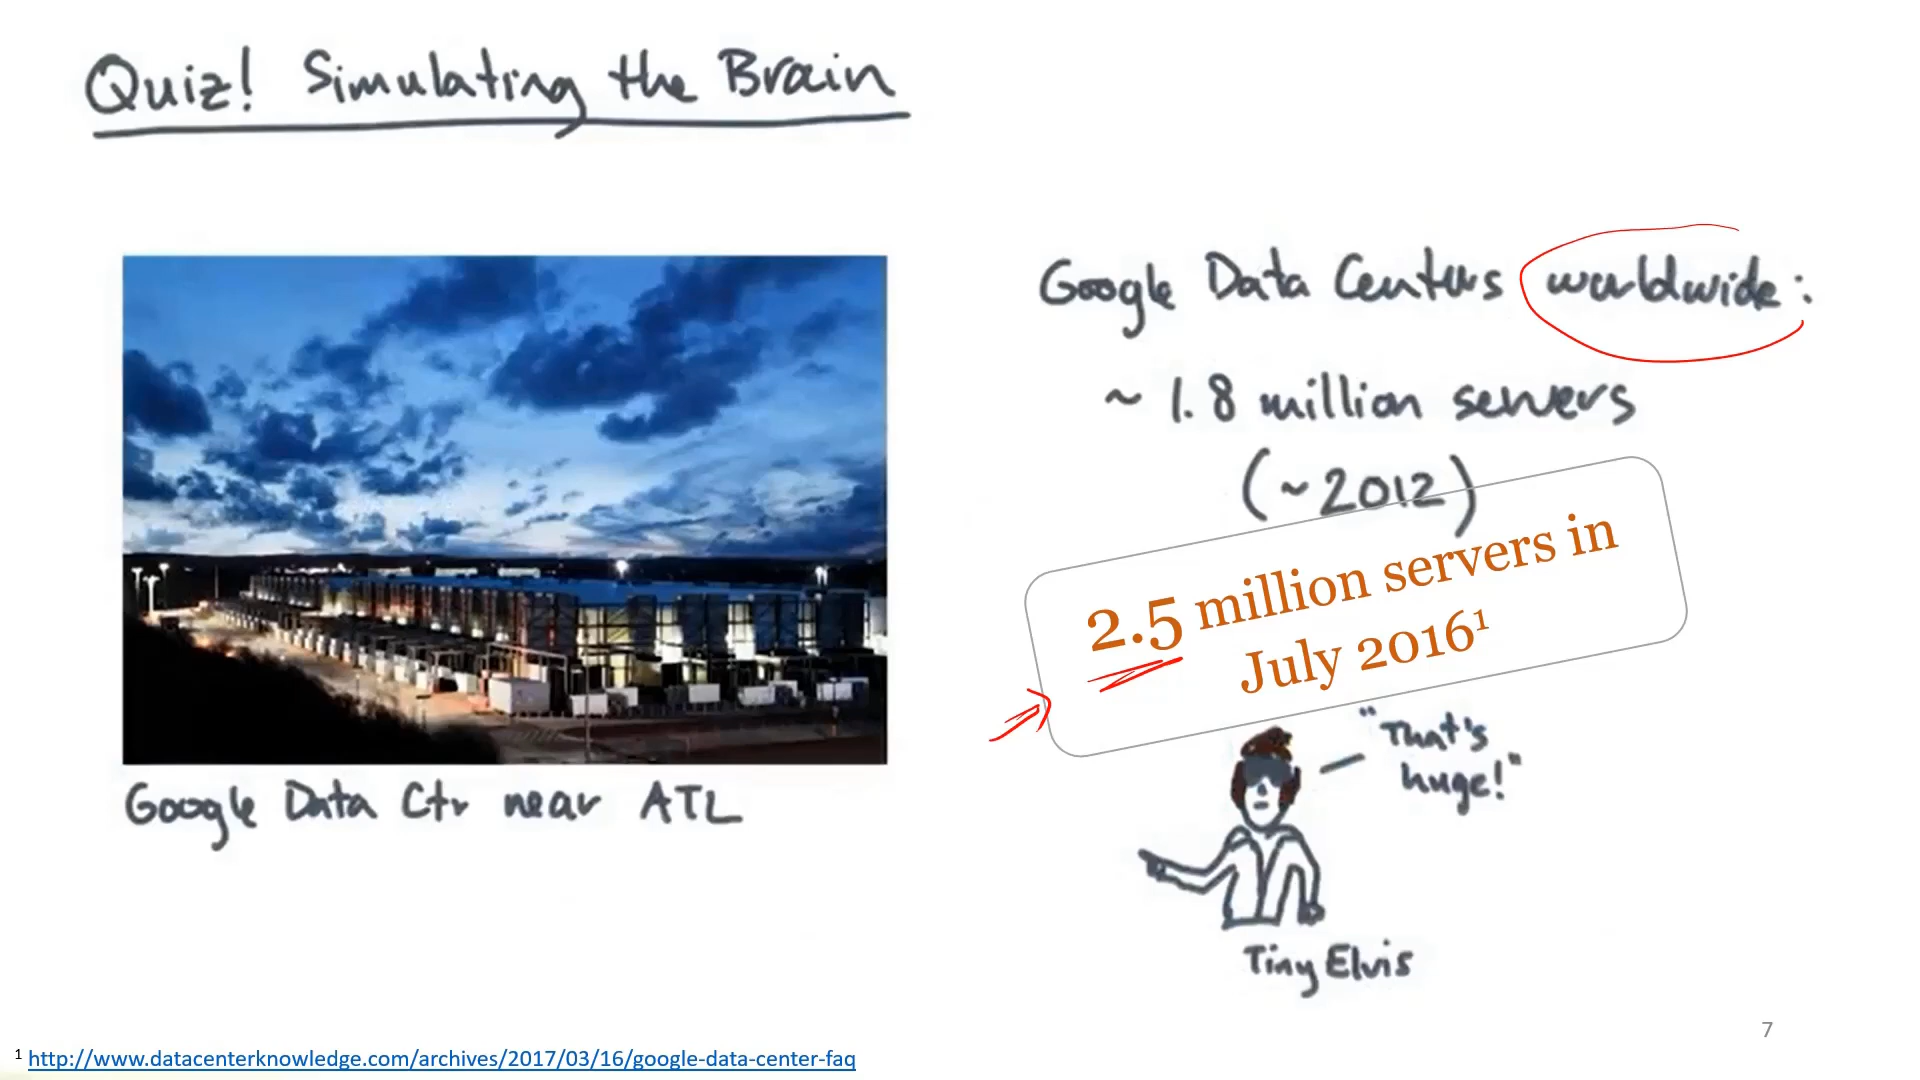 Quiz! Simulating the Brain
Google Data Centers worldwide:
~ 1.8 million servers
(~2012)
2.5 million servers in
July 2016¹
"That's
huge!"
Tiny Elvis
Google Data Ctr near ATL
7
¹ http://www.datacenterknowledge.com/archives/2017/03/16/google-data-center-faq